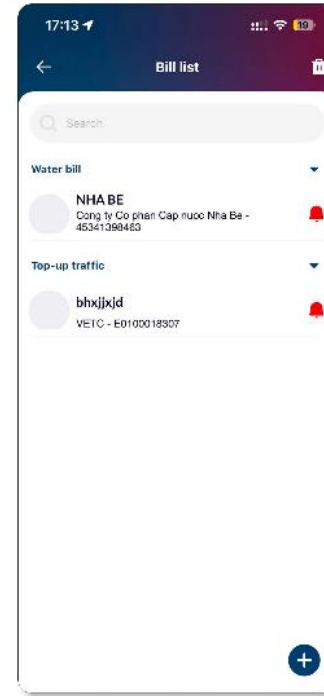 17:13
19
Bill list
Search
Water bill
NHA BE
Cong ty Co phan Cap nuoc Nha Be -
45341398463
Top-up traffic
bhxjjxjd
VETC - E0100018307